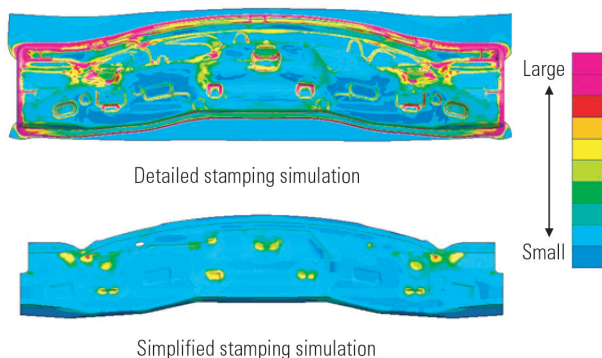 Large
Detailed stamping simulation
Small
Simplified stamping simulation